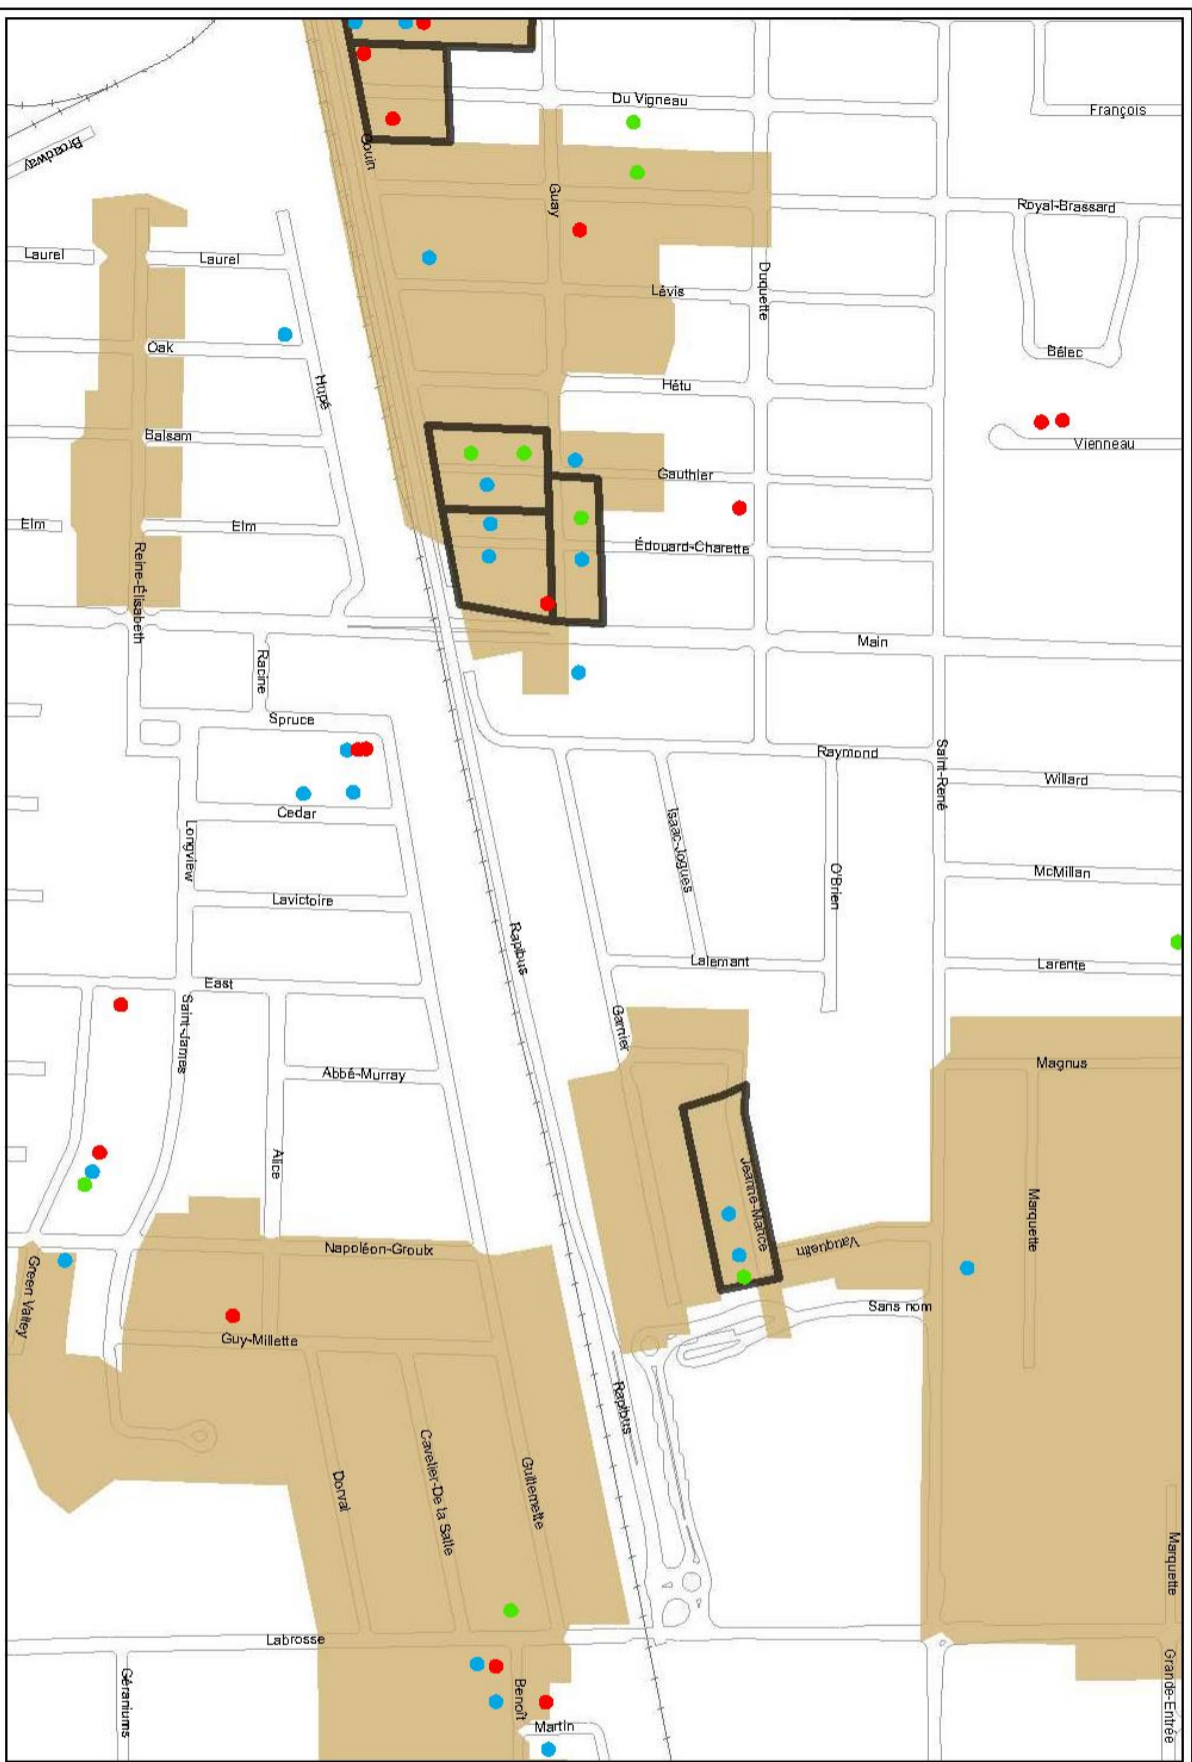 Du Vigneau
François
Broadway
Douin
Guay
Royal-Brassard
Laurel
Laurel
Lévis
Duquette
Oak
Bélec
Hupé
Hétu
Balsam
Vienneau
Gauthier
Elm
Elm
Édouard-Charette
Reine-Élisabeth
Main
Racine
Spruce
Raymond
Saint-René
Willard
Cedar
Longview
Isaac-Jogues
O'Brien
McMillan
Lavictoire
Rapibus
Lalemant
Larente
East
Saint-James
Garnier
Magnus
Abbé-Murray
Alice
Jeanne-Mance
Marquette
Napoléon-Groulx
Vauquelin
Green Valley
Sans nom
Guy-Millette
Rapibus
Cavelier-De la Salle
Guillemette
Dorval
Marquette
Labrosse
Géraniums
Benoît
Grande-Entrée
Martin